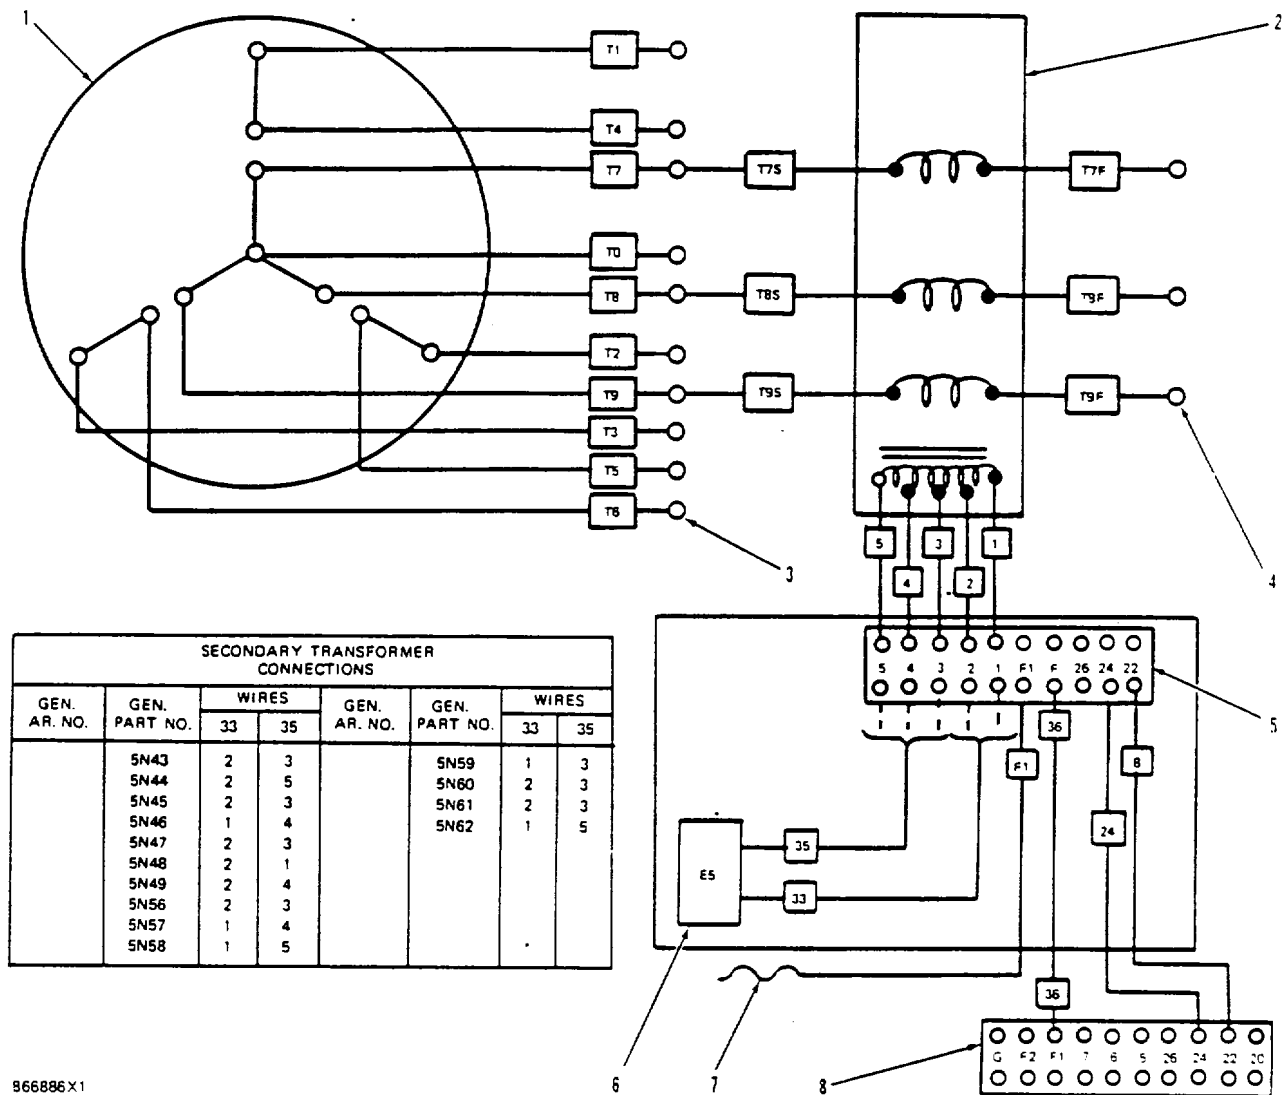 1
2
T1
T4
T7
T7S
T7F
T0
T8
T8S
T9F
T2
T9
T9S
T9F
T3
T5
T6
3
4
5
3
1
4
2
5 4 3 2 1 F1 F 26 24 22
5
36
F1
8
24
35
E5
33
36
6
7
8
G F2 F1 7 6 5 26 24 22 20
SECONDARY TRANSFORMER
CONNECTIONS
GEN. AR. NO. GEN. PART NO. WIRES 33 35 GEN. AR. NO. GEN. PART NO. WIRES 33 35
5N43 2 3 5N59 1 3
5N44 2 5 5N60 2 3
5N45 2 3 5N61 2 3
5N46 1 4 5N62 1 5
5N47 2 3
5N48 2 1
5N49 2 4
5N56 2 3
5N57 1 4
5N58 1 5
866886X1